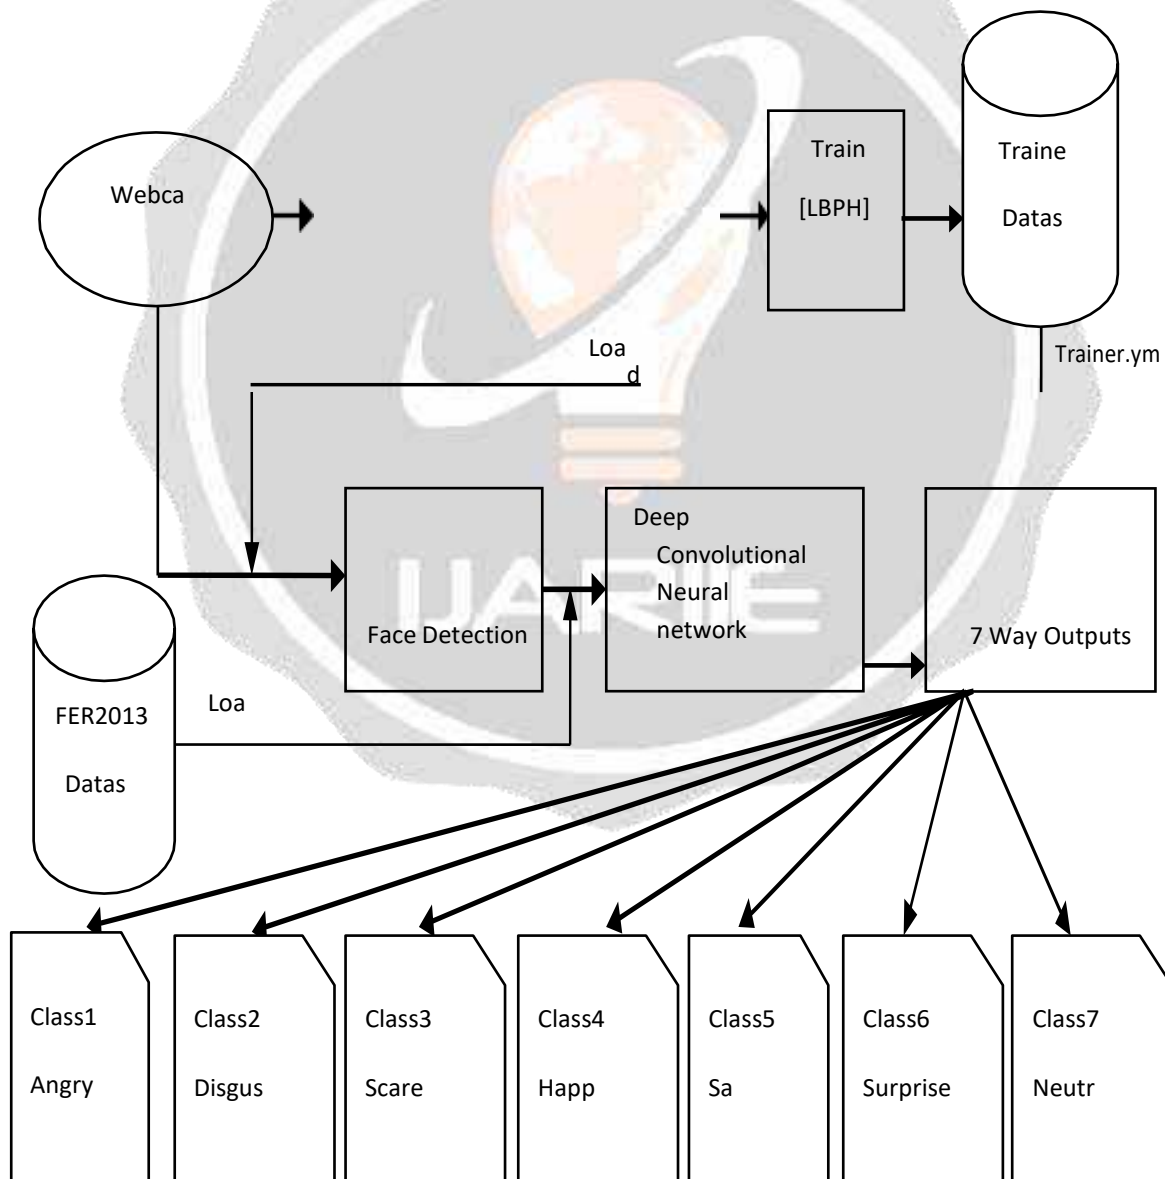 Webca
Train
[LBPH]
Traine
Datas
Trainer.ym
Loa
d
Face Detection
Deep
Convolutional
Neural
network
7 Way Outputs
IJARIIE
FER2013
Datas
Loa
Class1
Angry
Class2
Disgus
Class3
Scare
Class4
Happ
Class5
Sa
Class6
Surprise
Class7
Neutr